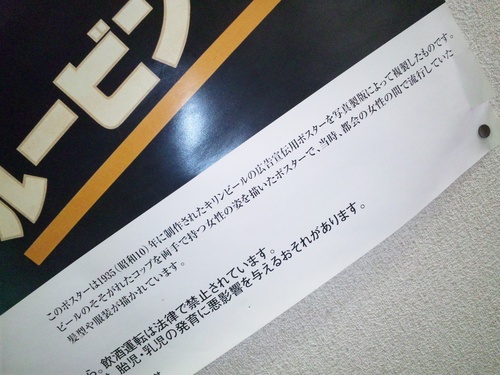 ルービン
このポスターは1935（昭和10）年に制作されたキリンビールの広告宣伝用ポスターを写真製版によって複製したものです。
ビールのそそがれたコップを両手で持つ女性の姿を描いたポスターで、当時、都会の女性の間で流行していた
髪型や服装が描かれています。
ら。飲酒運転は法律で禁止されています。
、胎児・乳児の発育に悪影響を与えるおそれがあります。